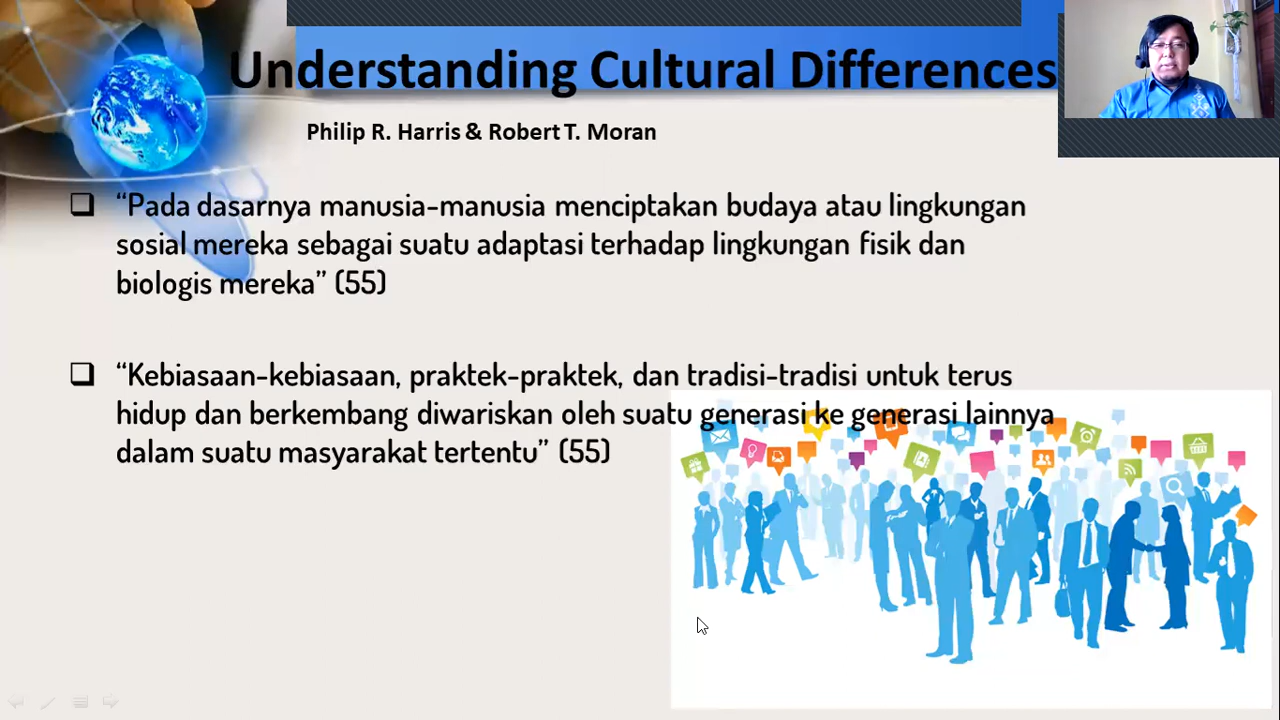 Understanding Cultural Differences
Philip R. Harris & Robert T. Moran
“Pada dasarnya manusia-manusia menciptakan budaya atau lingkungan
sosial mereka sebagai suatu adaptasi terhadap lingkungan fisik dan
biologis mereka” (55)
“Kebiasaan-kebiasaan, praktek-praktek, dan tradisi-tradisi untuk terus
hidup dan berkembang diwariskan oleh suatu generasi ke generasi lainnya
dalam suatu masyarakat tertentu” (55)